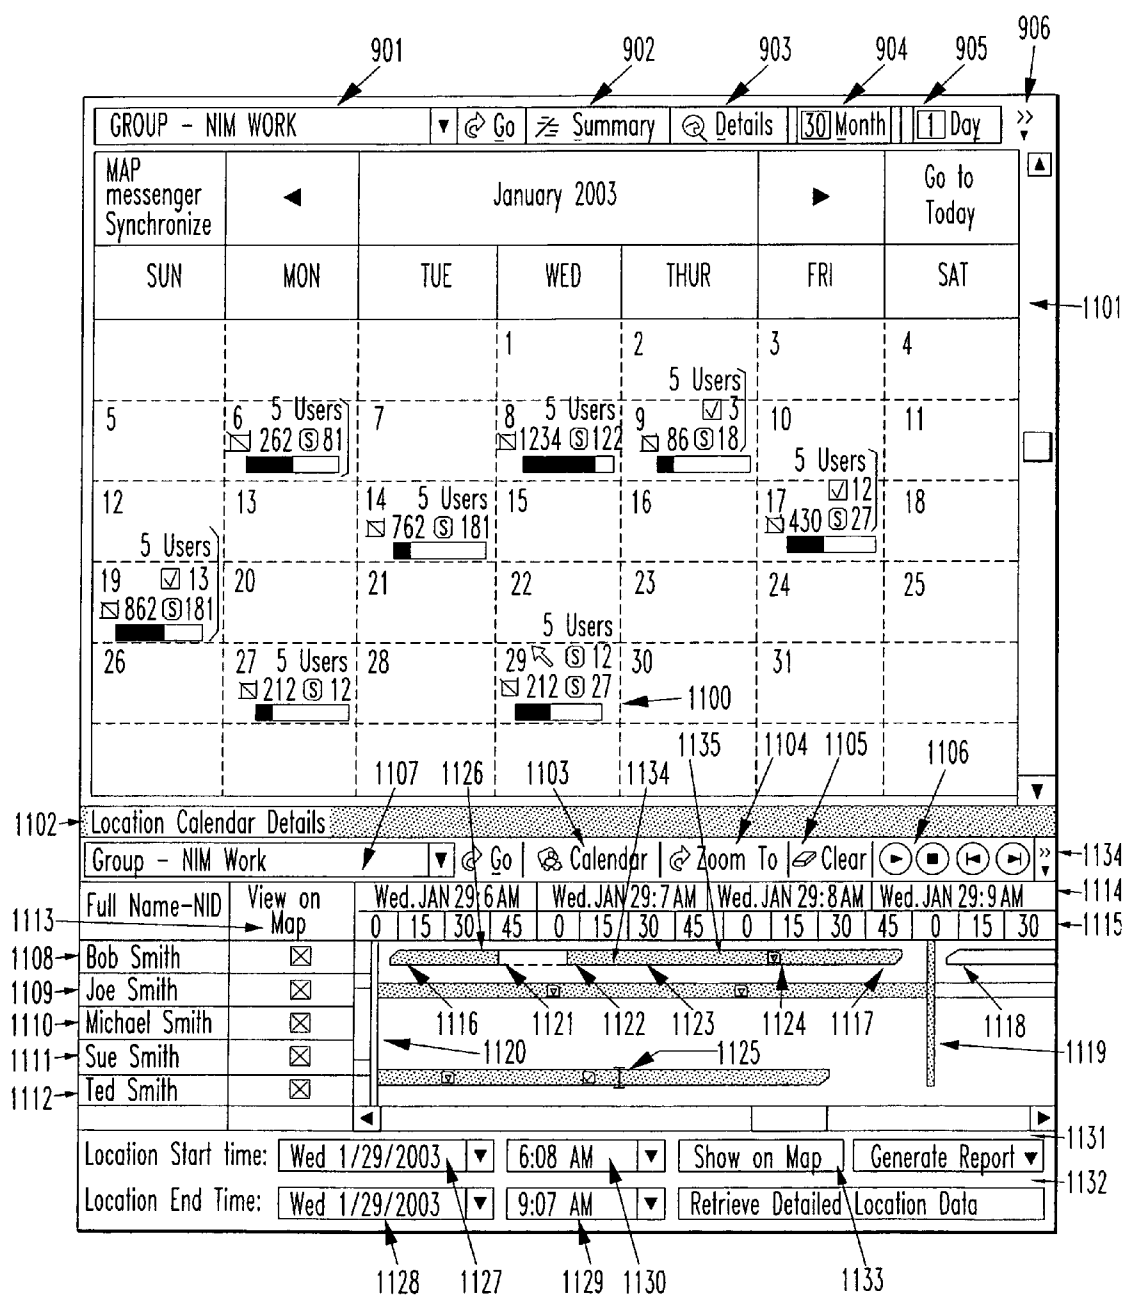 906
901 902 903 904 905
GROUP - NIM WORK ▼ Go Summary Details 30 Month 1 Day >>
MAP messenger Synchronize ◄ January 2003 ► Go to Today
SUN MON TUE WED THUR FRI SAT
1101
1 2 3 4
5 Users
3
5 6 5 Users 7 8 5 Users 9 10 11
262 S 81 1234 S 122 86 S 18
5 Users
12
12 13 14 5 Users 15 16 17 18
762 S 181 430 S 27
5 Users
13
19 20 21 22 23 24 25
862 S 181
5 Users
26 27 5 Users 28 29 S 12 30 31
212 S 12 212 S 27
1100
1135 1104 1105 1106
1107 1126 1103 1134
1102 Location Calendar Details
Group - NIM Work ▼ Go Calendar Zoom To Clear >> 1134
Full Name-NID View on Map Wed.JAN 29:6AM Wed.JAN 29:7AM Wed.JAN 29:8AM Wed.JAN 29:9AM 1114
1113 0 15 30 45 0 15 30 45 0 15 30 45 0 15 30 1115
1108 Bob Smith
1109 Joe Smith
1110 Michael Smith 1116 1121 1122 1123 1124 1117 1118
1111 Sue Smith 1120 1125 1119
1112 Ted Smith
1131
Location Start time: Wed 1/29/2003 ▼ 6:08 AM ▼ Show on Map Generate Report ▼
1132
Location End Time: Wed 1/29/2003 ▼ 9:07 AM ▼ Retrieve Detailed Location Data
1128 1127 1129 1130 1133